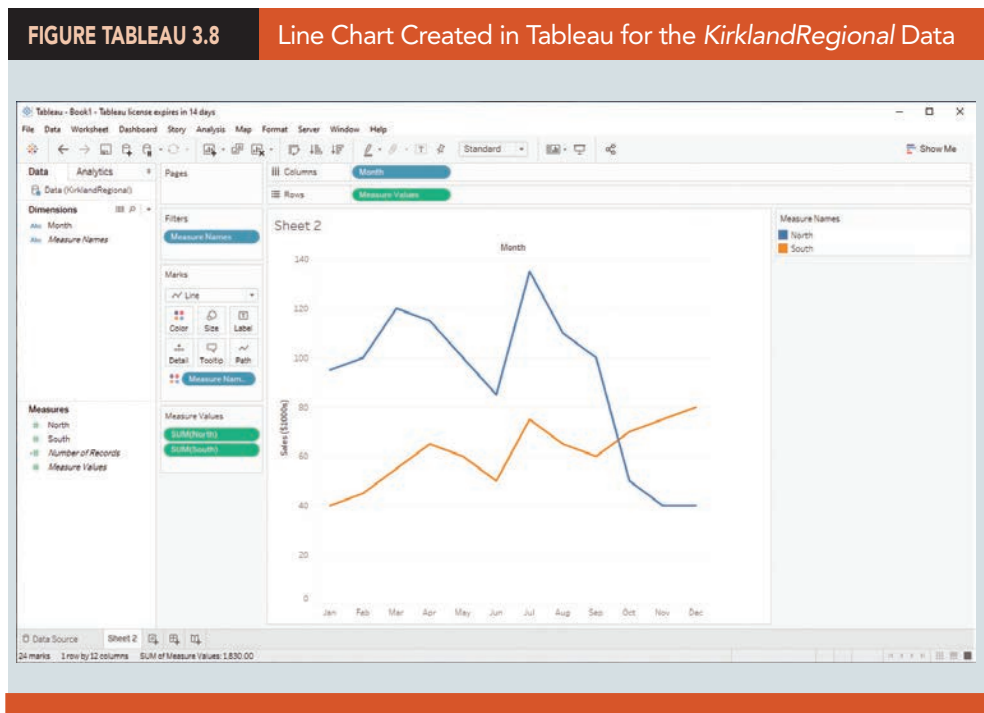 FIGURE TABLEAU 3.8
Line Chart Created in Tableau for the KirklandRegional Data
Tableau - Book1 - Tableau license expires in 14 days
File Data Worksheet Dashboard Story Analysis Map Format Server Window Help
Standard
Show Me
Data Analytics
Pages
Columns
Month
Data (KirklandRegional)
Rows
Measure Values
Dimensions
Abc Month
Abc Measure Names
Filters
Measure Names
Sheet 2
Measure Names
North
South
Month
Marks
Line
Color Size Label
Detail Tooltip Path
Measure Nam..
Measures
North
South
Number of Records
Measure Values
Measure Values
SUM(North)
SUM(South)
Sales ($1000s)
140
120
100
80
60
40
20
0
Jan Feb Mar Apr May Jun Jul Aug Sep Oct Nov Dec
Data Source
Sheet 2
24 marks 1 row by 12 columns SUM of Measure Values: 1,830.00